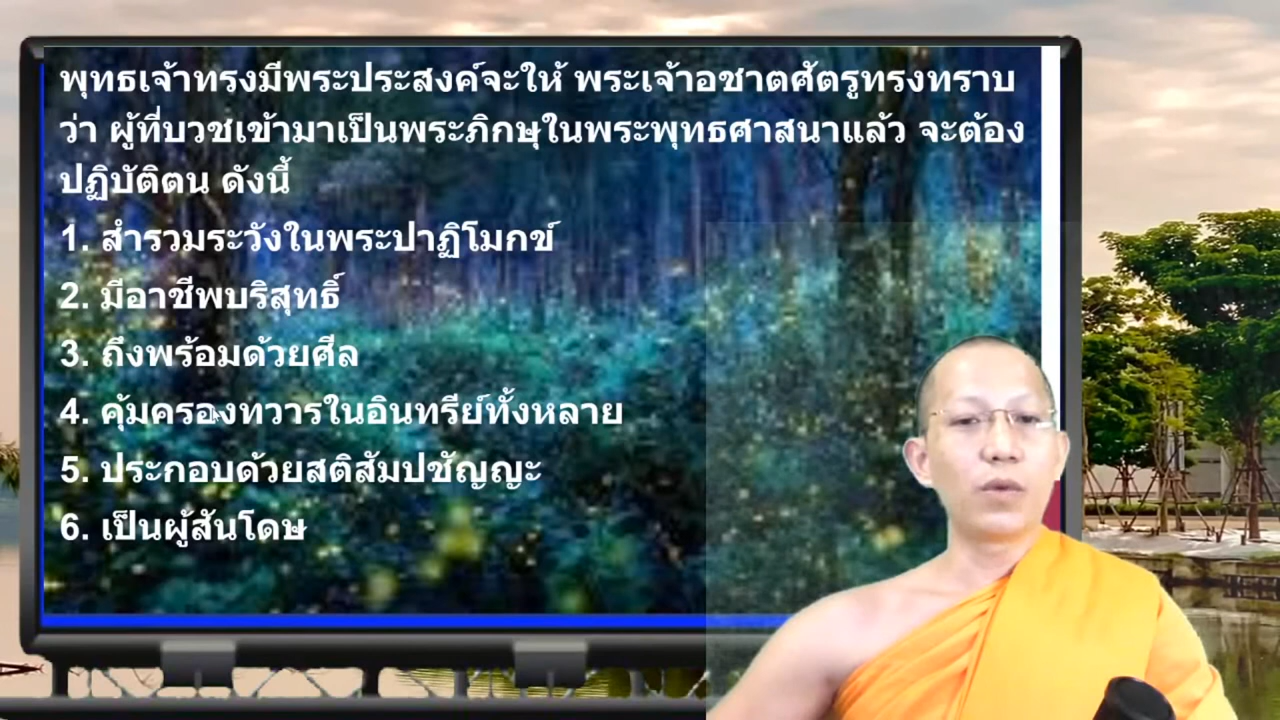 พุทธเจ้าทรงมีพระประสงค์จะให้ พระเจ้าอชาตศัตรูทรงทราบ
ว่า ผู้ที่บวชเข้ามาเป็นพระภิกษุในพระพุทธศาสนาแล้ว จะต้อง
ปฏิบัติตน ดังนี้
1. สำรวมระวังในพระปาฏิโมกข์
2. มีอาชีพบริสุทธิ์
3. ถึงพร้อมด้วยศีล
4. คุ้มครองทวารในอินทรีย์ทั้งหลาย
5. ประกอบด้วยสติสัมปชัญญะ
6. เป็นผู้สันโดษ